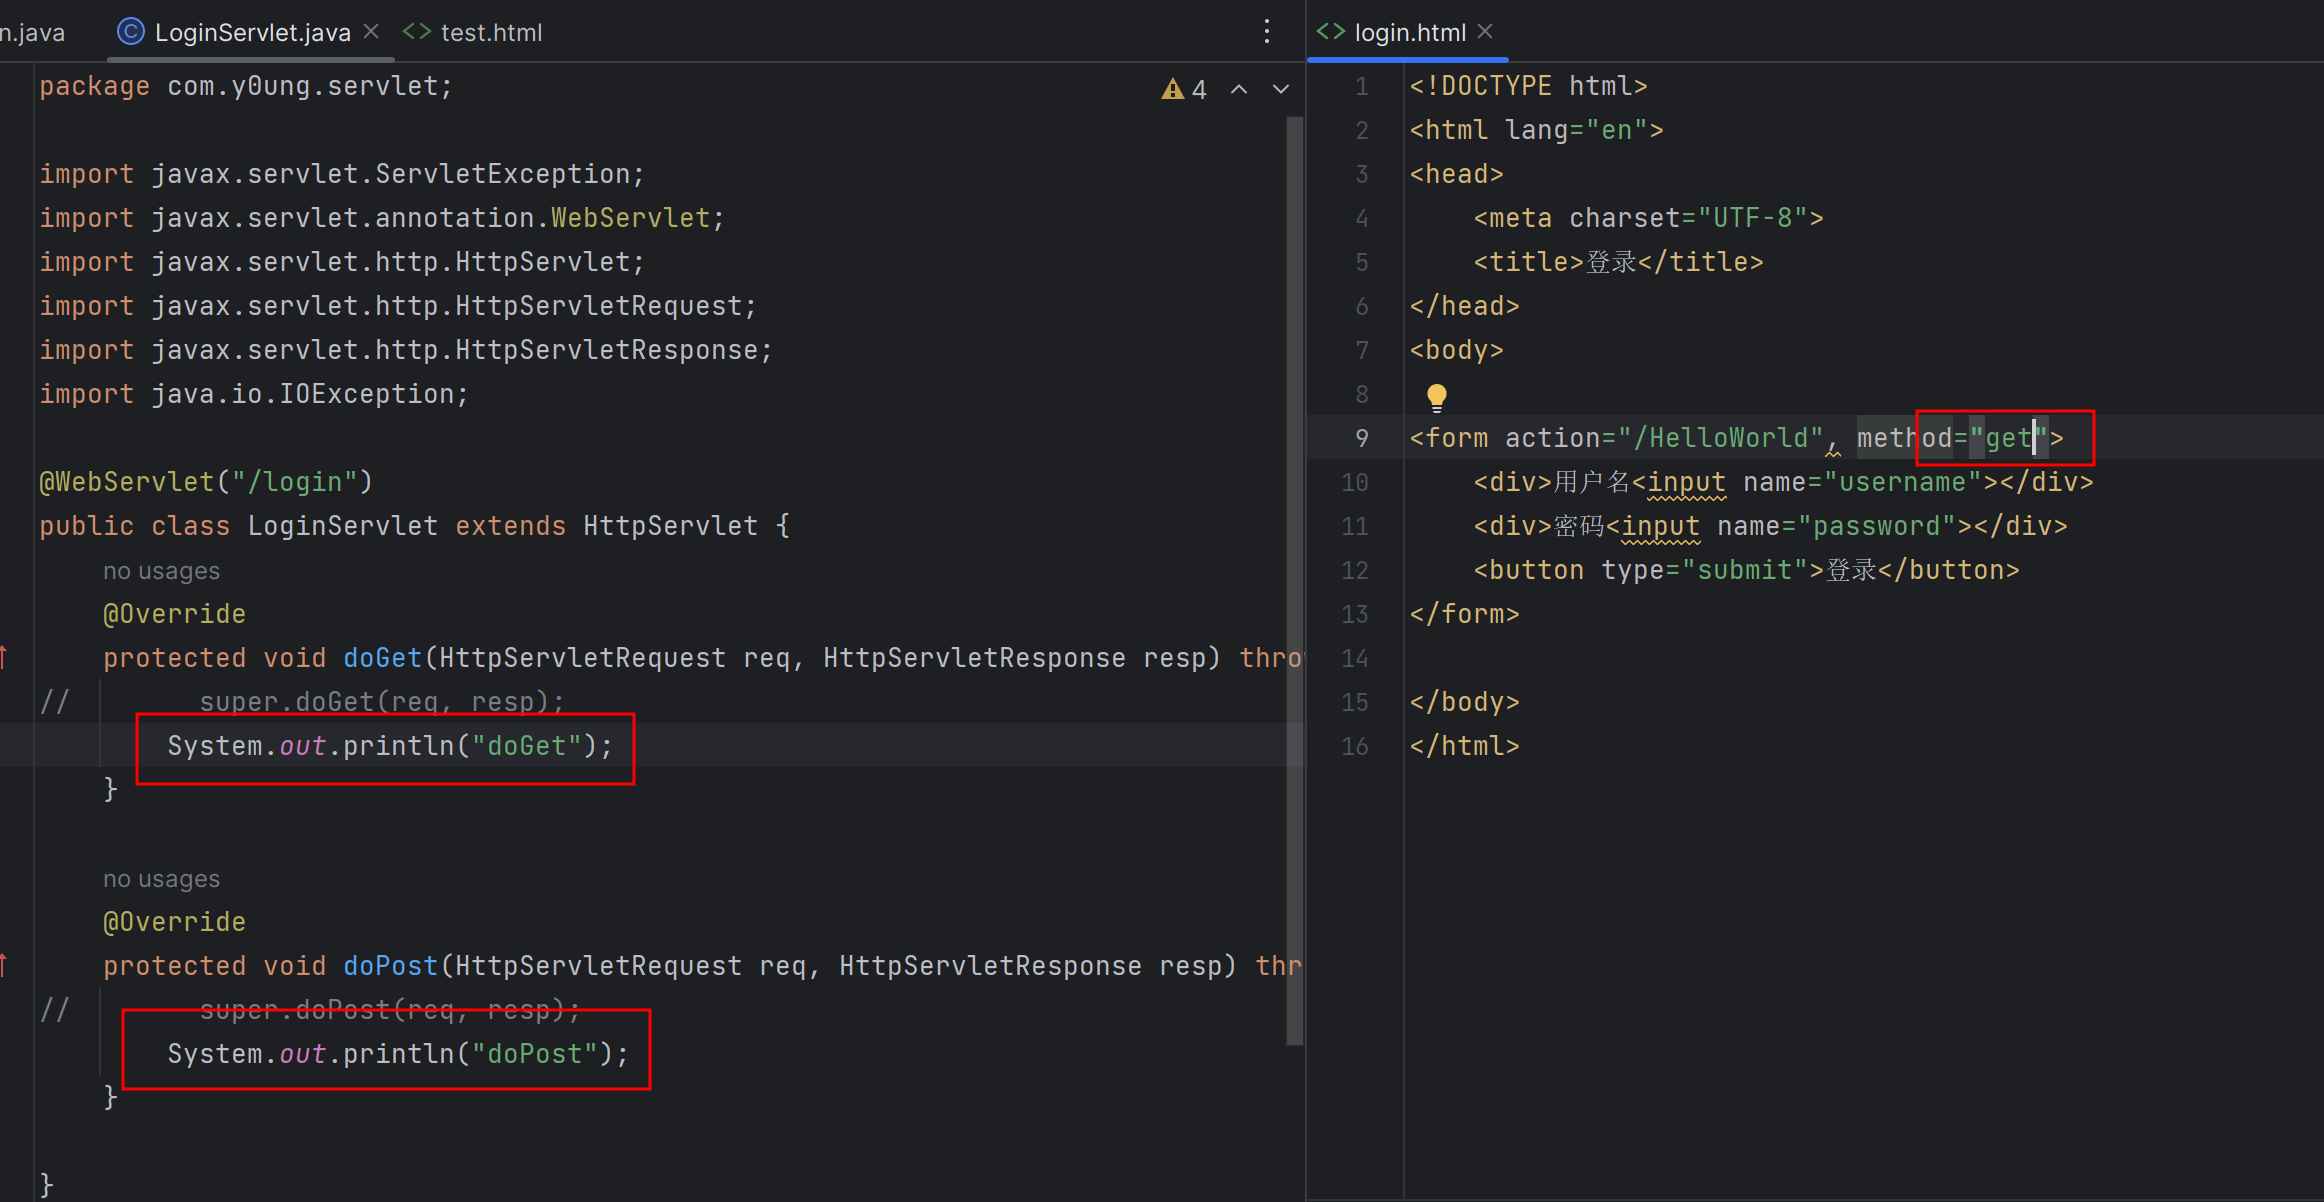 n.java
LoginServlet.java
test.html
4
package com.y0ung.servlet;
import javax.servlet.ServletException;
import javax.servlet.annotation.WebServlet;
import javax.servlet.http.HttpServlet;
import javax.servlet.http.HttpServletRequest;
import javax.servlet.http.HttpServletResponse;
import java.io.IOException;
@WebServlet("/login")
public class LoginServlet extends HttpServlet {
no usages
@Override
protected void doGet(HttpServletRequest req, HttpServletResponse resp) thro
// super.doGet(req, resp);
System.out.println("doGet");
}
no usages
@Override
protected void doPost(HttpServletRequest req, HttpServletResponse resp) thr
// super.doPost(req, resp);
System.out.println("doPost");
}
}
login.html
1 <!DOCTYPE html>
2 <html lang="en">
3 <head>
4 <meta charset="UTF-8">
5 <title>登录</title>
6 </head>
7 <body>
8
9 <form action="/HelloWorld", method="get">
10 <div>用户名<input name="username"></div>
11 <div>密码<input name="password"></div>
12 <button type="submit">登录</button>
13 </form>
14
15 </body>
16 </html>